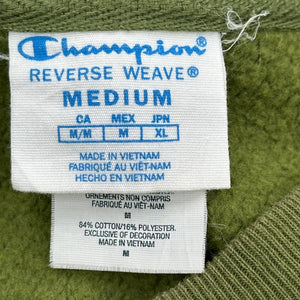 Champion®
REVERSE WEAVE®
MEDIUM
CA MEX JPN
M/M M XL
MADE IN VIETNAM
FABRIQUÉ AU VIÊT-NAM
HECHO EN VIETNAM
ORNEMENTS NON COMPRIS
FABRIQUÉ AU VIÊT-NAM
M
84% COTTON/16% POLYESTER.
EXCLUSIVE OF DECORATION
MADE IN VIETNAM
M